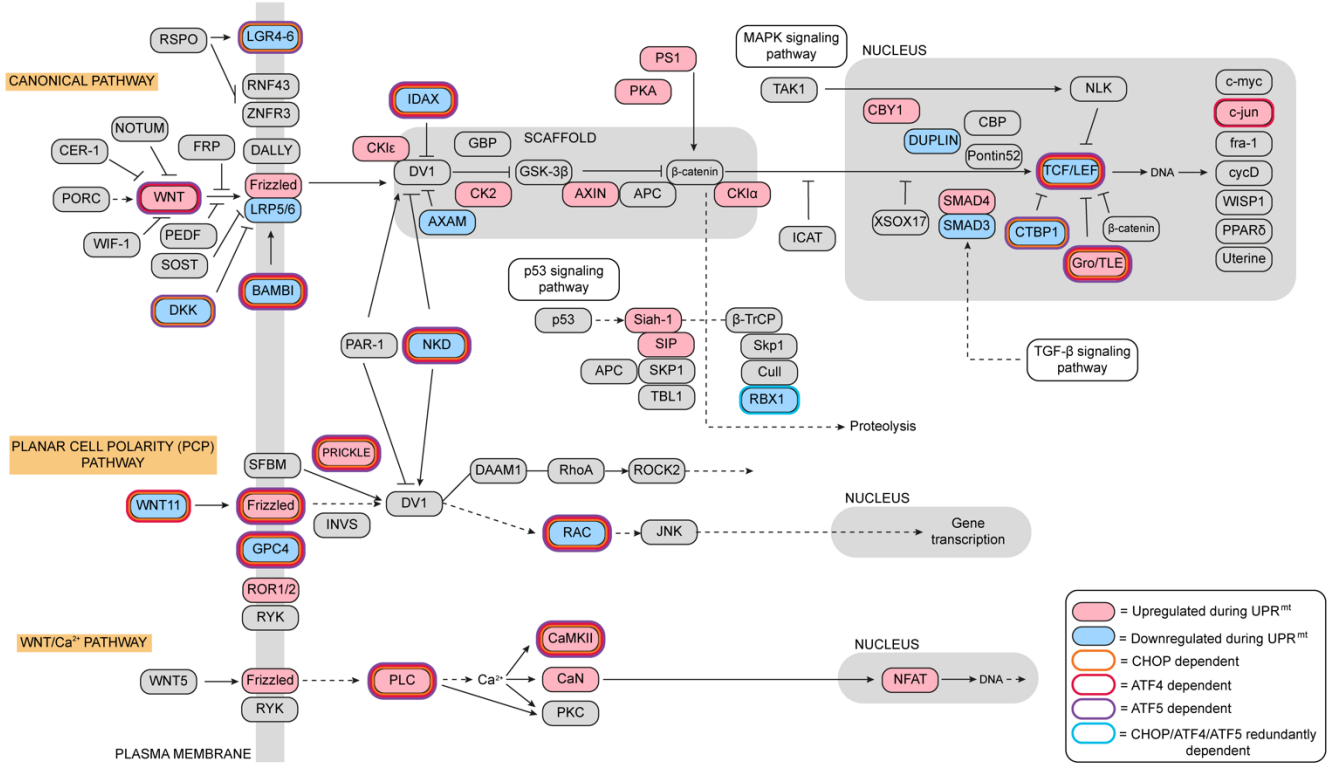 CANONICAL PATHWAY
RSPO
LGR4-6
RNF43
ZNFR3
NOTUM
CER-1
FRP
DALLY
PORC
WNT
Frizzled
LRP5/6
WIF-1
PEDF
SOST
DKK
BAMBI
IDAX
SCAFFOLD
CKIε
GBP
DV1
GSK-3β
β-catenin
CK2
AXIN
APC
CKIα
AXAM
PS1
PKA
ICAT
MAPK signaling
pathway
TAK1
NUCLEUS
NLK
CBY1
DUPLIN
CBP
Pontin52
TCF/LEF
DNA
XSOX17
SMAD4
SMAD3
CTBP1
β-catenin
Gro/TLE
c-myc
c-jun
fra-1
cycD
WISP1
PPARδ
Uterine
p53 signaling
pathway
p53
Siah-1
SIP
APC
SKP1
TBL1
β-TrCP
Skp1
Cull
RBX1
TGF-β signaling
pathway
Proteolysis
PAR-1
NKD
PLANAR CELL POLARITY (PCP)
PATHWAY
SFBM
PRICKLE
WNT11
Frizzled
INVS
DV1
GPC4
ROR1/2
RYK
DAAM1
RhoA
ROCK2
RAC
JNK
NUCLEUS
Gene
transcription
WNT/Ca²⁺ PATHWAY
WNT5
Frizzled
RYK
PLC
Ca²⁺
CaMKII
CaN
PKC
NUCLEUS
NFAT
DNA
PLASMA MEMBRANE
= Upregulated during UPRᵐᵗ
= Downregulated during UPRᵐᵗ
= CHOP dependent
= ATF4 dependent
= ATF5 dependent
= CHOP/ATF4/ATF5 redundantly
dependent